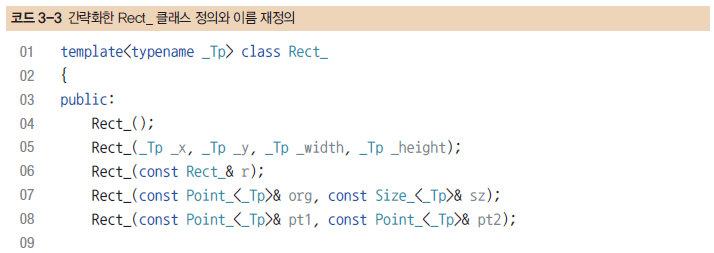 코드 3-3 간략화한 Rect_ 클래스 정의와 이름 재정의
01 template<typename _Tp> class Rect_
02 {
03 public:
04 Rect_();
05 Rect_(_Tp _x, _Tp _y, _Tp _width, _Tp _height);
06 Rect_(const Rect_& r);
07 Rect_(const Point_<_Tp>& org, const Size_<_Tp>& sz);
08 Rect_(const Point_<_Tp>& pt1, const Point_<_Tp>& pt2);
09